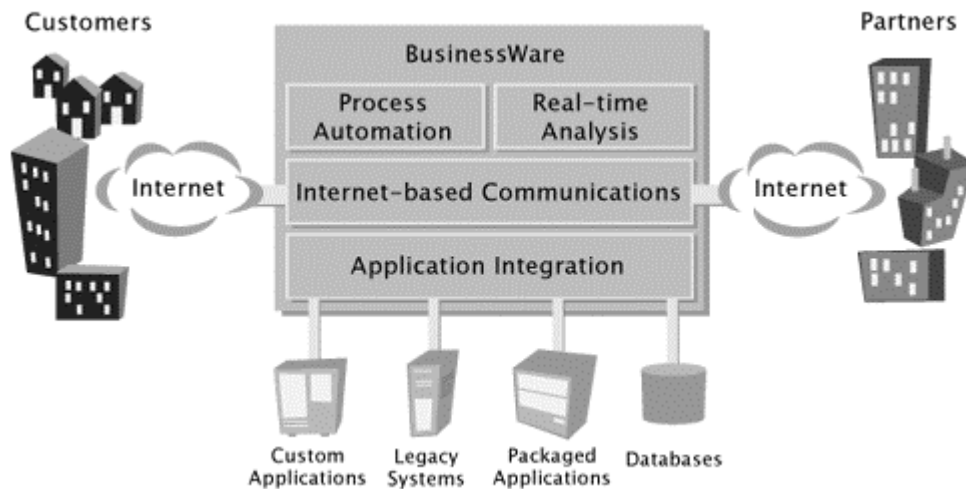 Customers
Partners
BusinessWare
Process
Automation
Real-time
Analysis
Internet
Internet-based Communications
Internet
Application Integration
Custom
Applications
Legacy
Systems
Packaged
Applications
Databases